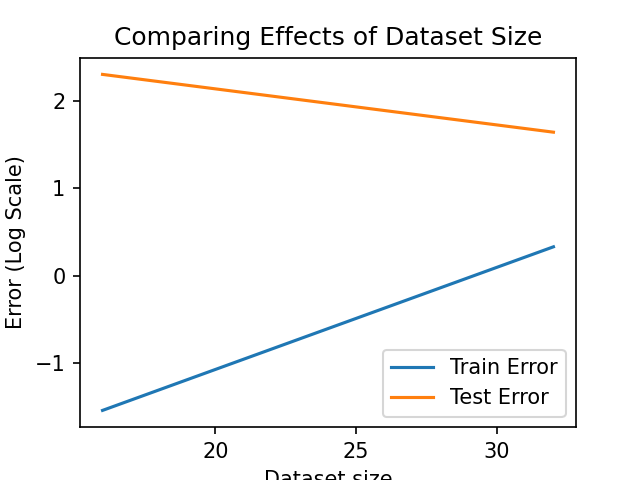 Comparing Effects of Dataset Size
Error (Log Scale)
2
1
0
−1
20 25 30
Train Error
Test Error
Dataset size